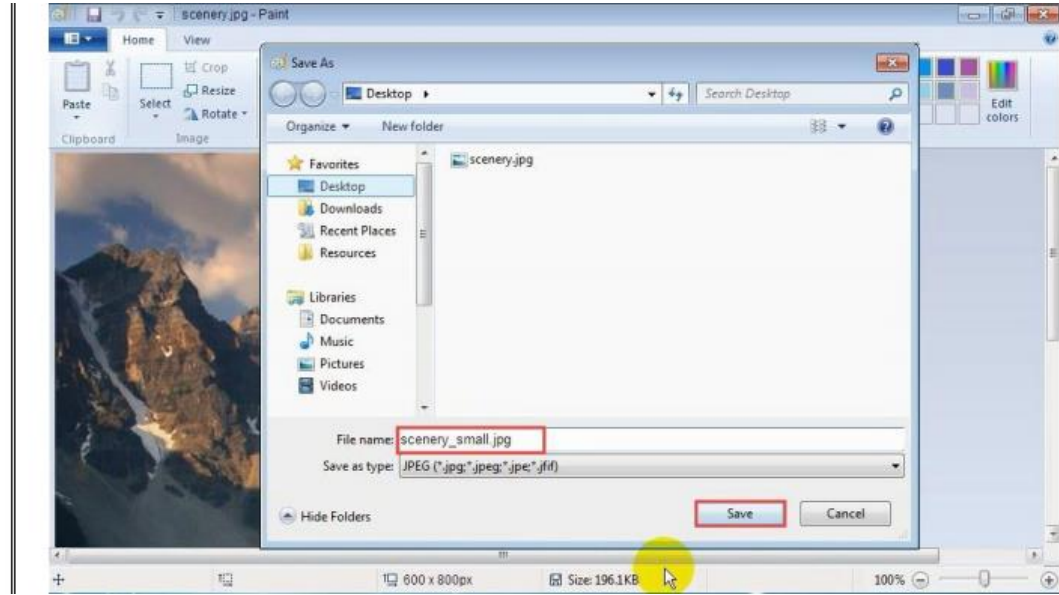 scenery.jpg - Paint
Home View
Paste
Select
Crop
Resize
Rotate
Clipboard
Image
Edit colors
Save As
Desktop
Search Desktop
Organize New folder
Favorites
Desktop
Downloads
Recent Places
Resources
Libraries
Documents
Music
Pictures
Videos
scenery.jpg
File name: scenery_small.jpg
Save as type: JPEG (*.jpg;*.jpeg;*.jpe;*.jfif)
Hide Folders
Save Cancel
600 x 800px Size: 196.1KB 100%